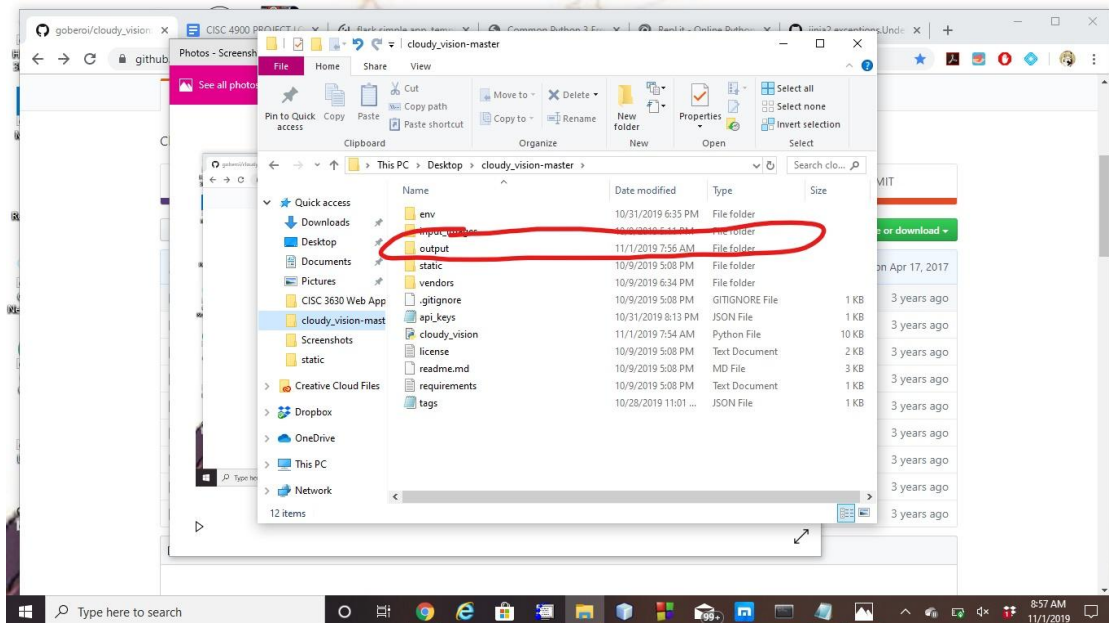 goberoi/cloudy_vision
CISC 4900 PROJECT
flask simple app
Common Python 3
Repl.it - Online Python
jinja2.exceptions.Unde
github
Photos - Screensh
See all photos
cloudy_vision-master
File Home Share View
Pin to Quick access
Copy
Paste
Cut
Copy path
Paste shortcut
Move to
Copy to
Delete
Rename
New folder
Properties
Select all
Select none
Invert selection
Clipboard Organize New Open Select
This PC > Desktop > cloudy_vision-master >
Search clo...
Name Date modified Type Size
Quick access
Downloads
Desktop
Documents
Pictures
CISC 3630 Web App
cloudy_vision-mast
Screenshots
static
Creative Cloud Files
Dropbox
OneDrive
This PC
Network
env 10/31/2019 6:35 PM File folder
File folder
output 11/1/2019 7:56 AM File folder
static 10/9/2019 5:08 PM File folder
vendors 10/9/2019 6:34 PM File folder
.gitignore 10/9/2019 5:08 PM GITIGNORE File 1 KB
api_keys 10/31/2019 8:13 PM JSON File 1 KB
cloudy_vision 11/1/2019 7:54 AM Python File 10 KB
license 10/9/2019 5:08 PM Text Document 2 KB
readme.md 10/9/2019 5:08 PM MD File 3 KB
requirements 10/9/2019 5:08 PM Text Document 1 KB
tags 10/28/2019 11:01 ... JSON File 1 KB
12 items
MIT
e or download
on Apr 17, 2017
3 years ago
3 years ago
3 years ago
3 years ago
3 years ago
3 years ago
3 years ago
3 years ago
3 years ago
Type here to search
99+
8:57 AM
11/1/2019